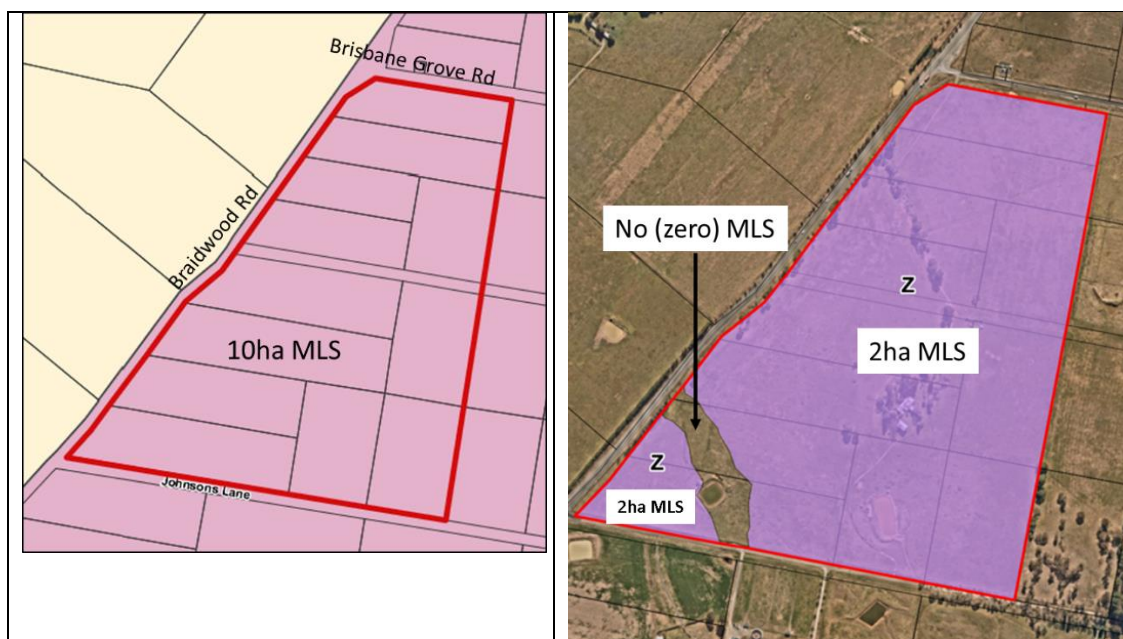 Brisbane Grove Rd
Braidwood Rd
10ha MLS
Johnsons Lane
No (zero) MLS
Z
2ha MLS
Z
2ha MLS